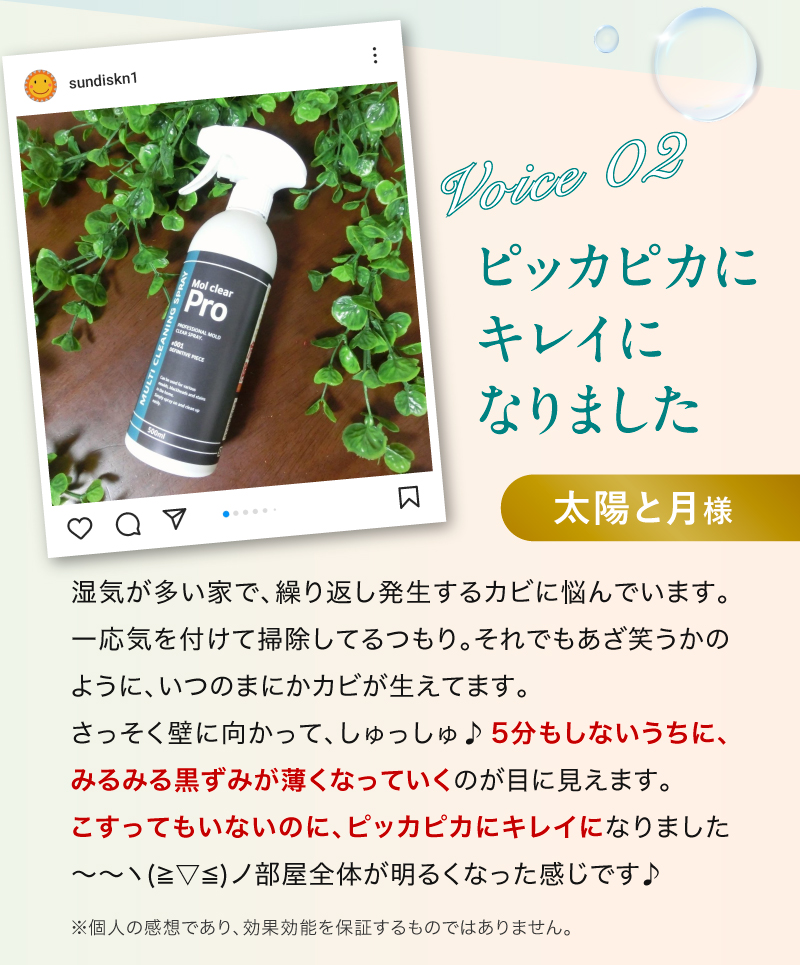 sundiskn1
Mol clear
Pro
PROFESSIONAL MOLD
CLEAR SPRAY.
#001
DEFINITIVE PIECE
MULTI CLEANING SPRAY
500ml
Voice 02
ピッカピカに
キレイに
なりました
太陽と月様
湿気が多い家で、繰り返し発生するカビに悩んでいます。
一応気を付けて掃除してるつもり。それでもあざ笑うかの
ように、いつのまにかカビが生えてます。
さっそく壁に向かって、しゅっしゅ♪5分もしないうちに、
みるみる黒ずみが薄くなっていくのが目に見えます。
こすってもいないのに、ピッカピカにキレイになりました
〜〜ヽ(≧▽≦)ノ部屋全体が明るくなった感じです♪
※個人の感想であり、効果効能を保証するものではありません。